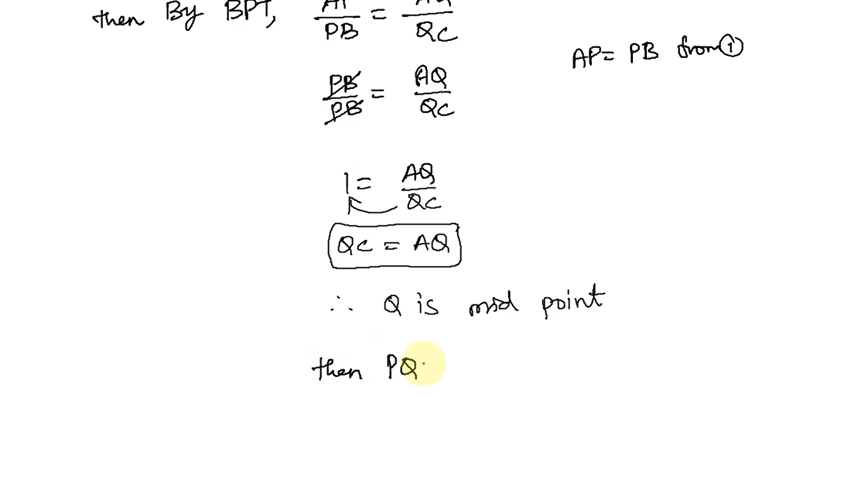 then By BPT, AP/PB = AQ/QC
AP = PB from ①
PB/PB = AQ/QC
1 = AQ/QC
QC = AQ
∴ Q is mid point
then PQ